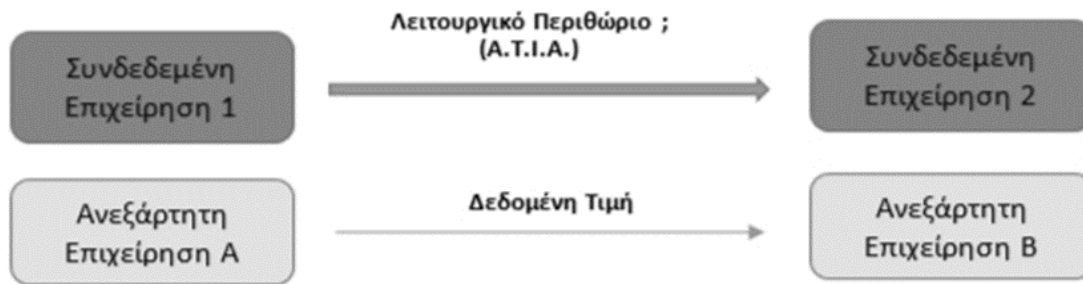 Συνδεδεμένη
Επιχείρηση 1
Λειτουργικό Περιθώριο ;
(Α.Τ.Ι.Α.)
Συνδεδεμένη
Επιχείρηση 2
Ανεξάρτητη
Επιχείρηση Α
Δεδομένη Τιμή
Ανεξάρτητη
Επιχείρηση Β